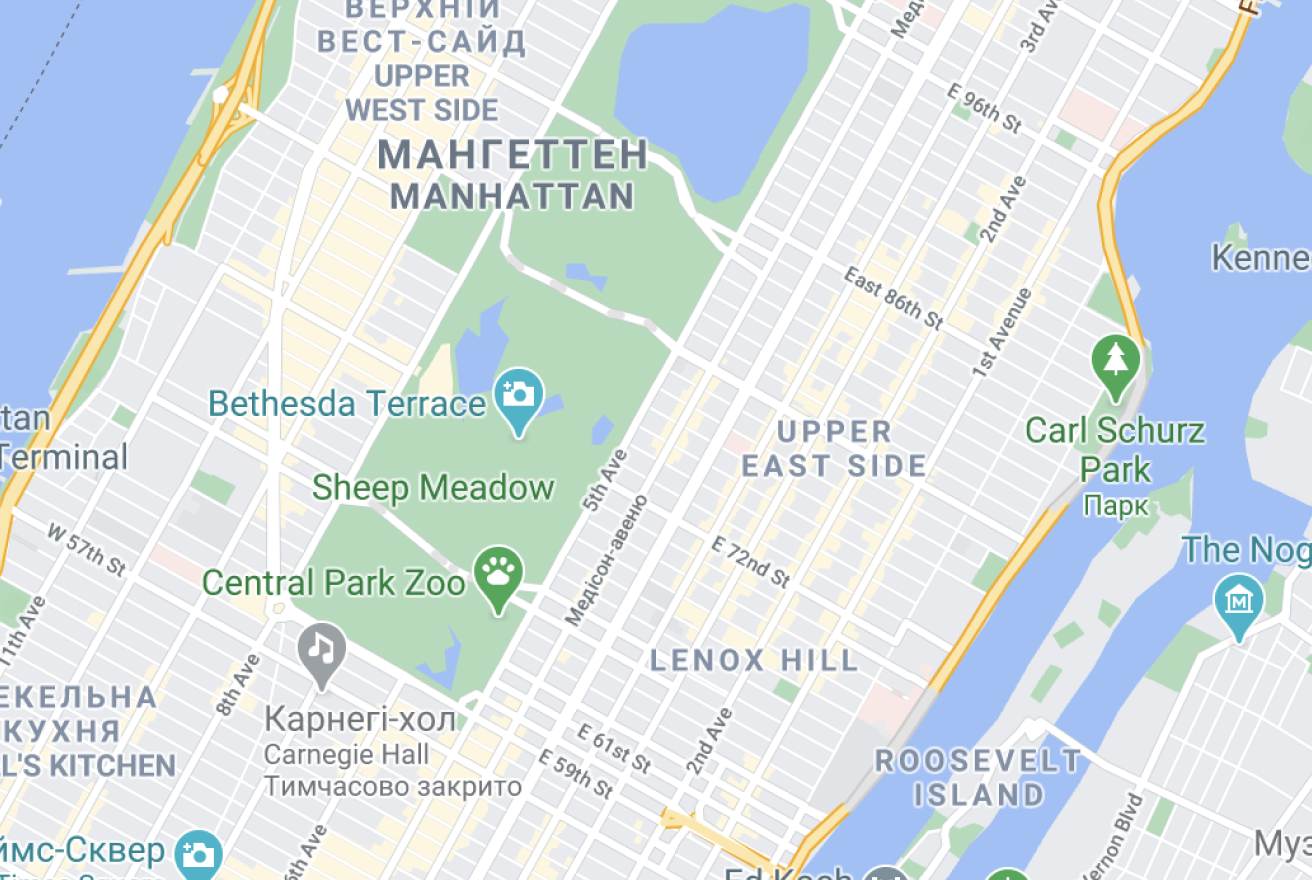 ВЕРХНІЙ
ВЕСТ-САЙД
UPPER
WEST SIDE
МАНГЕТТЕН
MANHATTAN
3rd Av
E 96th St
2nd Ave
Kenne
East 86th St
1st Avenue
Bethesda Terrace
tan
Terminal
UPPER
EAST SIDE
Carl Schurz
Park
Парк
Sheep Meadow
5th Ave
Медісон-авеню
W 57th St
E 72nd St
The Nog
Central Park Zoo
11th Ave
8th Ave
LENOX HILL
ЕКЕЛЬНА
КУХНЯ
L'S KITCHEN
Карнегі-хол
Carnegie Hall
Тимчасово закрито
E 61st St
E 59th St
2nd Ave
ROOSEVELT
ISLAND
Vernon Blvd
6th Ave
ймс-Сквер
Муз
Ed Koch